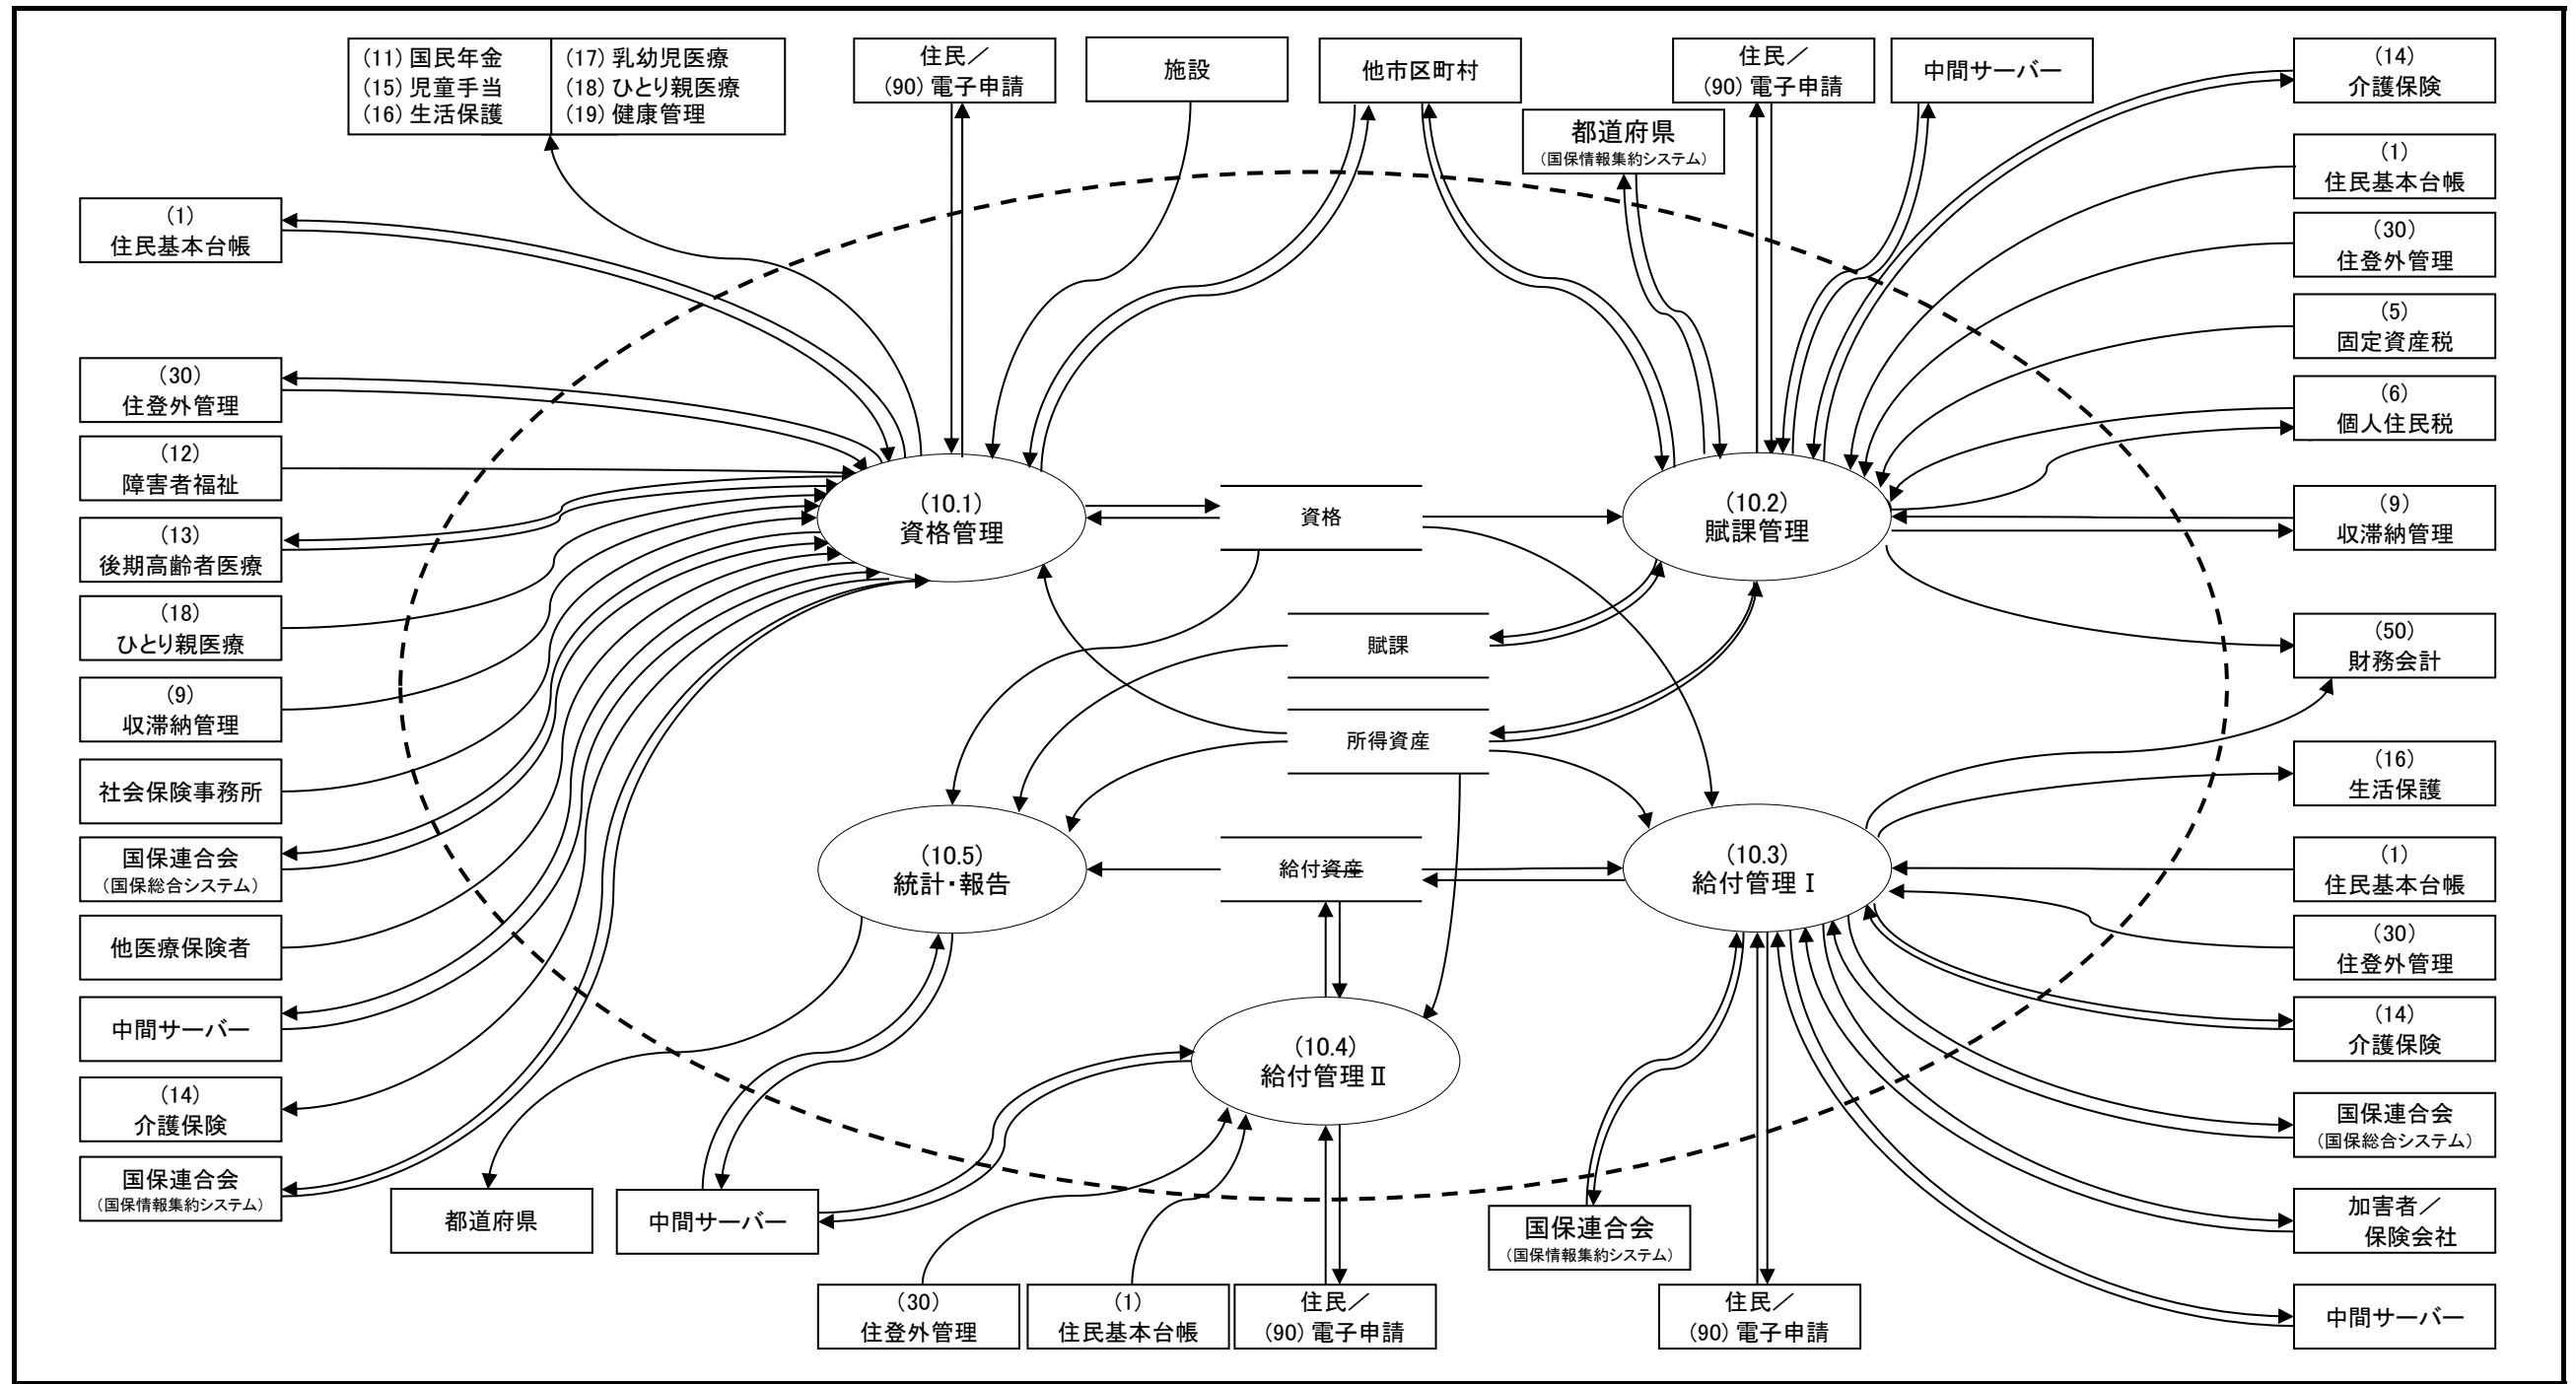 (11) 国民年金
(15) 児童手当
(16) 生活保護
(17) 乳幼児医療
(18) ひとり親医療
(19) 健康管理
住民／
(90) 電子申請
施設
他市区町村
都道府県
（国保情報集約システム）
住民／
(90) 電子申請
中間サーバー
(14)
介護保険
(1)
住民基本台帳
(30)
住登外管理
(5)
固定資産税
(6)
個人住民税
(9)
収滞納管理
(50)
財務会計
(16)
生活保護
(1)
住民基本台帳
(30)
住登外管理
(14)
介護保険
国保連合会
（国保総合システム）
加害者／
保険会社
中間サーバー
(1)
住民基本台帳
(30)
住登外管理
(12)
障害者福祉
(13)
後期高齢者医療
(18)
ひとり親医療
(9)
収滞納管理
社会保険事務所
国保連合会
（国保総合システム）
他医療保険者
中間サーバー
(14)
介護保険
国保連合会
（国保情報集約システム）
(10.1)
資格管理
資格
(10.2)
賦課管理
賦課
所得資産
(10.5)
統計・報告
給付資産
(10.3)
給付管理Ⅰ
(10.4)
給付管理Ⅱ
都道府県
中間サーバー
国保連合会
（国保情報集約システム）
(30)
住登外管理
(1)
住民基本台帳
住民／
(90) 電子申請
住民／
(90) 電子申請